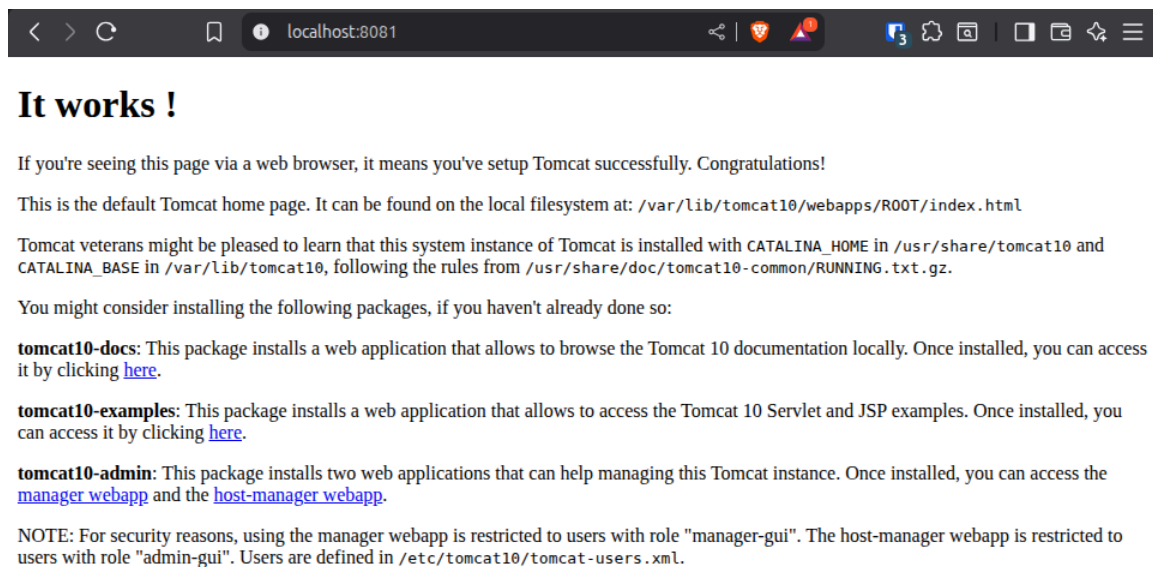 localhost:8081
1
3
It works !
If you're seeing this page via a web browser, it means you've setup Tomcat successfully. Congratulations!
This is the default Tomcat home page. It can be found on the local filesystem at: /var/lib/tomcat10/webapps/ROOT/index.html
Tomcat veterans might be pleased to learn that this system instance of Tomcat is installed with CATALINA_HOME in /usr/share/tomcat10 and
CATALINA_BASE in /var/lib/tomcat10, following the rules from /usr/share/doc/tomcat10-common/RUNNING.txt.gz.
You might consider installing the following packages, if you haven't already done so:
tomcat10-docs: This package installs a web application that allows to browse the Tomcat 10 documentation locally. Once installed, you can access
it by clicking here.
tomcat10-examples: This package installs a web application that allows to access the Tomcat 10 Servlet and JSP examples. Once installed, you
can access it by clicking here.
tomcat10-admin: This package installs two web applications that can help managing this Tomcat instance. Once installed, you can access the
manager webapp and the host-manager webapp.
NOTE: For security reasons, using the manager webapp is restricted to users with role "manager-gui". The host-manager webapp is restricted to
users with role "admin-gui". Users are defined in /etc/tomcat10/tomcat-users.xml.